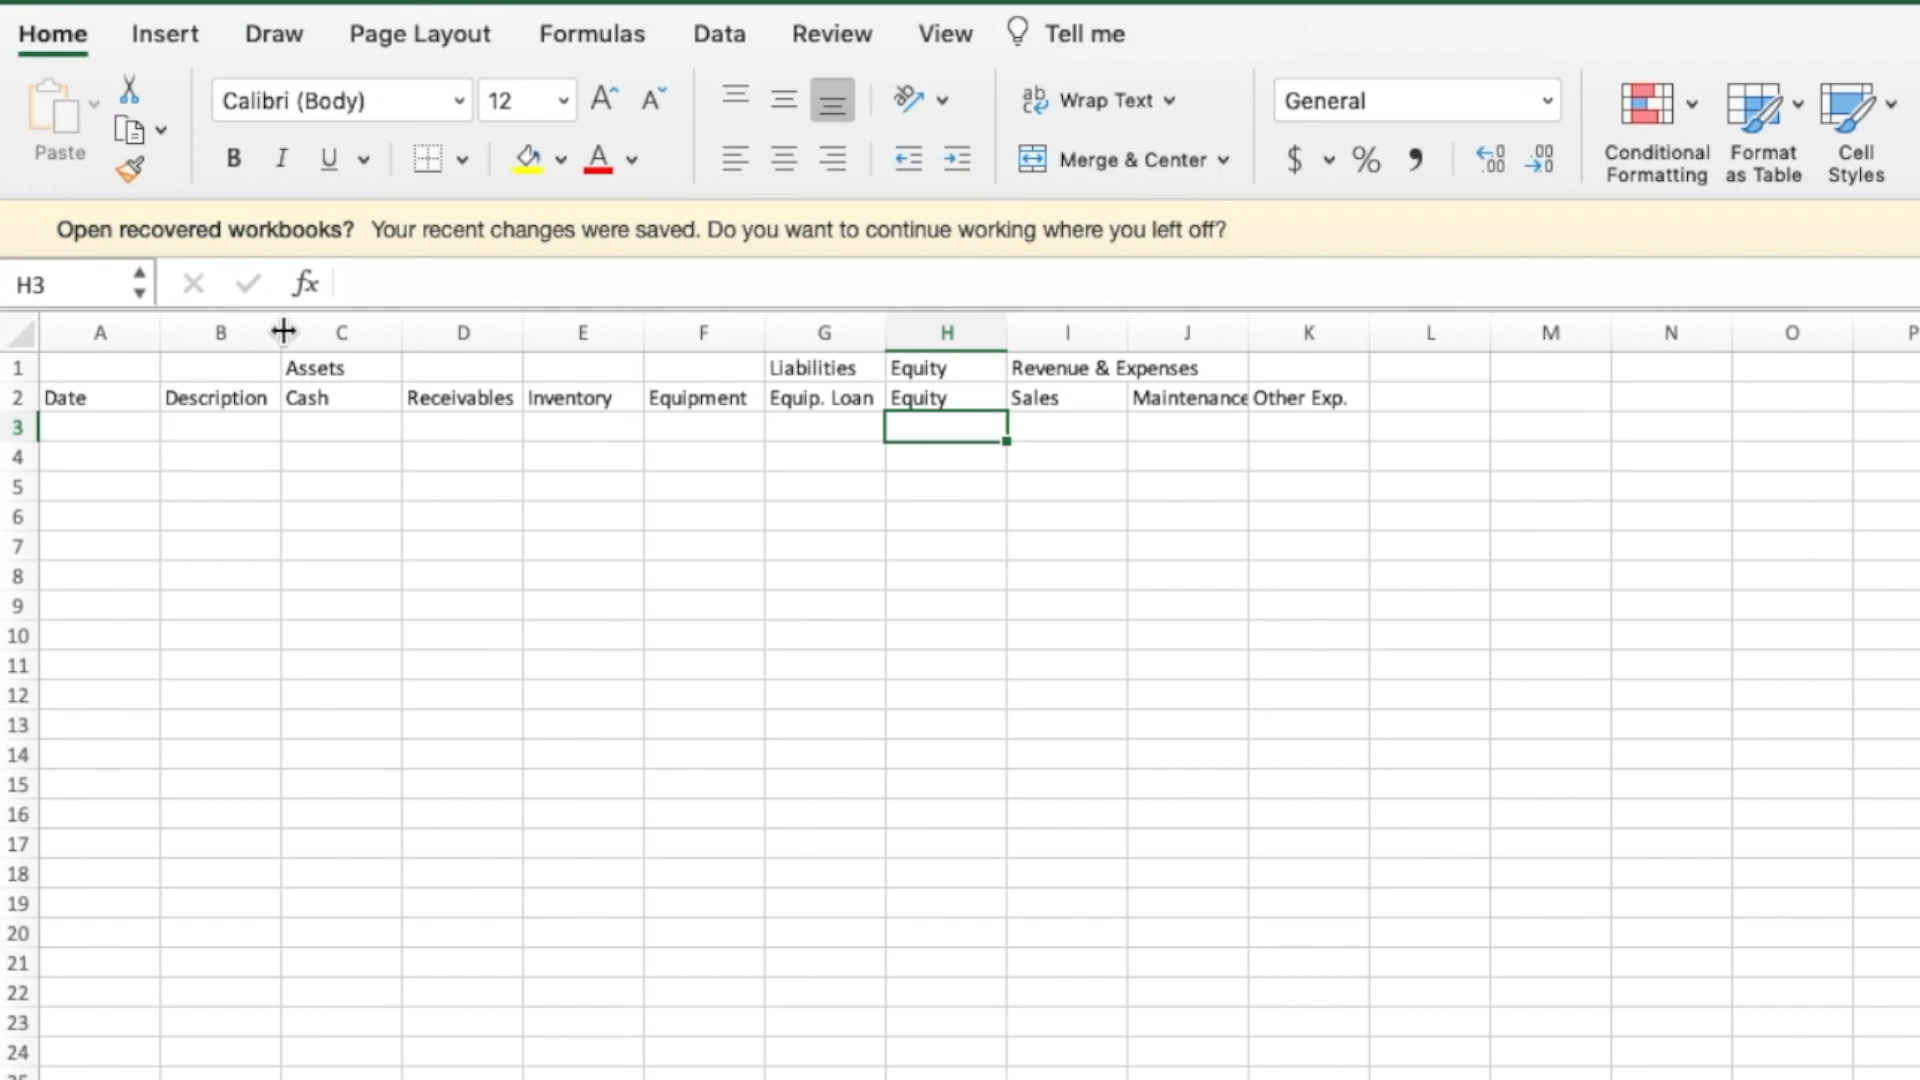 Home Insert Draw Page Layout Formulas Data Review View Tell me
Calibri (Body) 12 A A Wrap Text General
Paste B I U A Merge & Center $ % Conditional Formatting Format as Table Cell Styles
Open recovered workbooks? Your recent changes were saved. Do you want to continue working where you left off?
H3 fx
A B C D E F G H I J K L M N O P
1 Assets Liabilities Equity Revenue & Expenses
2 Date Description Cash Receivables Inventory Equipment Equip. Loan Equity Sales Maintenance Other Exp.
3
4
5
6
7
8
9
10
11
12
13
14
15
16
17
18
19
20
21
22
23
24